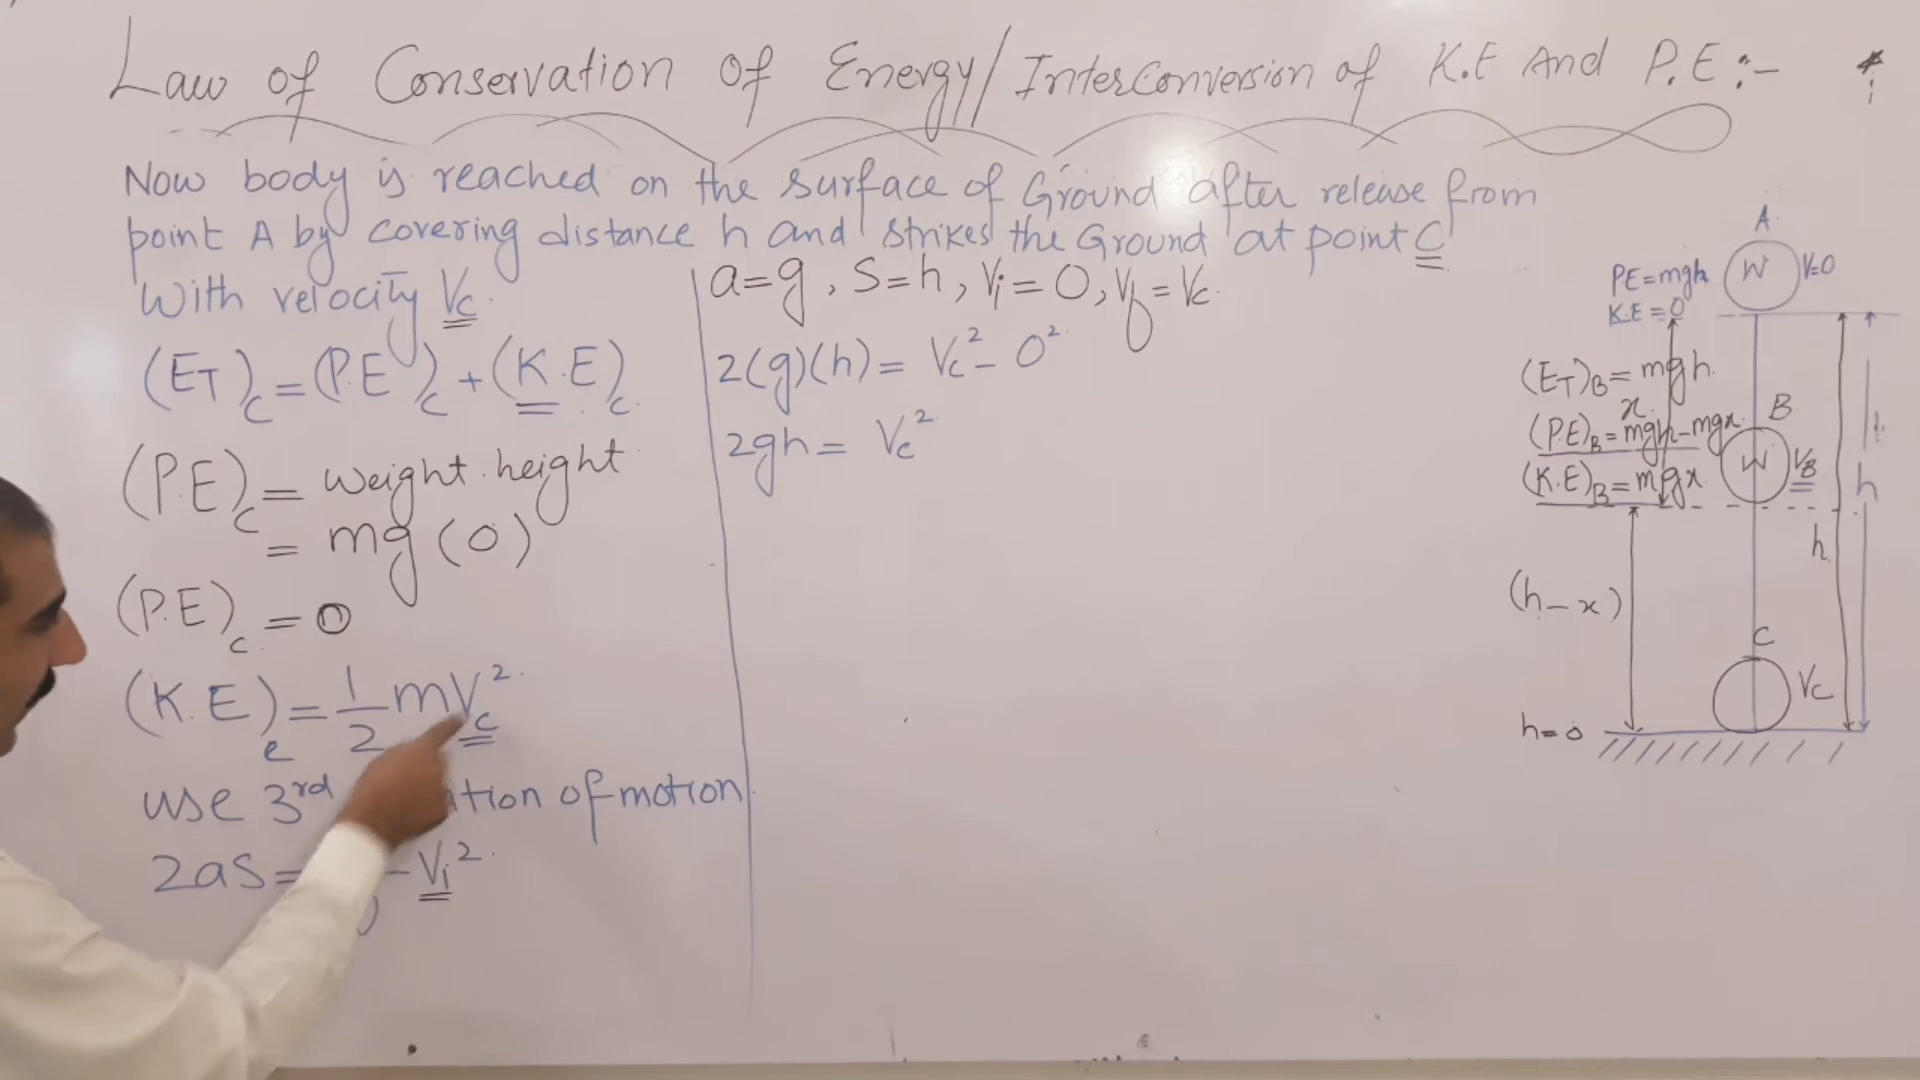 Law of Conservation of Energy/InterConversion of K.E And P.E:-
Now body is reached on the surface of Ground after release from
point A by covering distance h and strikes the Ground at point C
With velocity Vc.
(ET)c = (P.E)c + (K.E)c
(P.E)c = weight.height
= mg(0)
(P.E)c = 0
(K.E)e = 1/2 mVc²
use 3rd ation of motion
2aS = - Vi²
a=g, S=h, Vi=0, Vf=Vc.
2(g)(h) = Vc² - 0²
2gh = Vc²
A
PE=mgh
K.E=0
W
V=0
(ET)B = mgh
x
(P.E)B = mgh-mgx
(K.E)B = mgx
B
W
VB
h
h
(h-x)
C
Vc
h=0